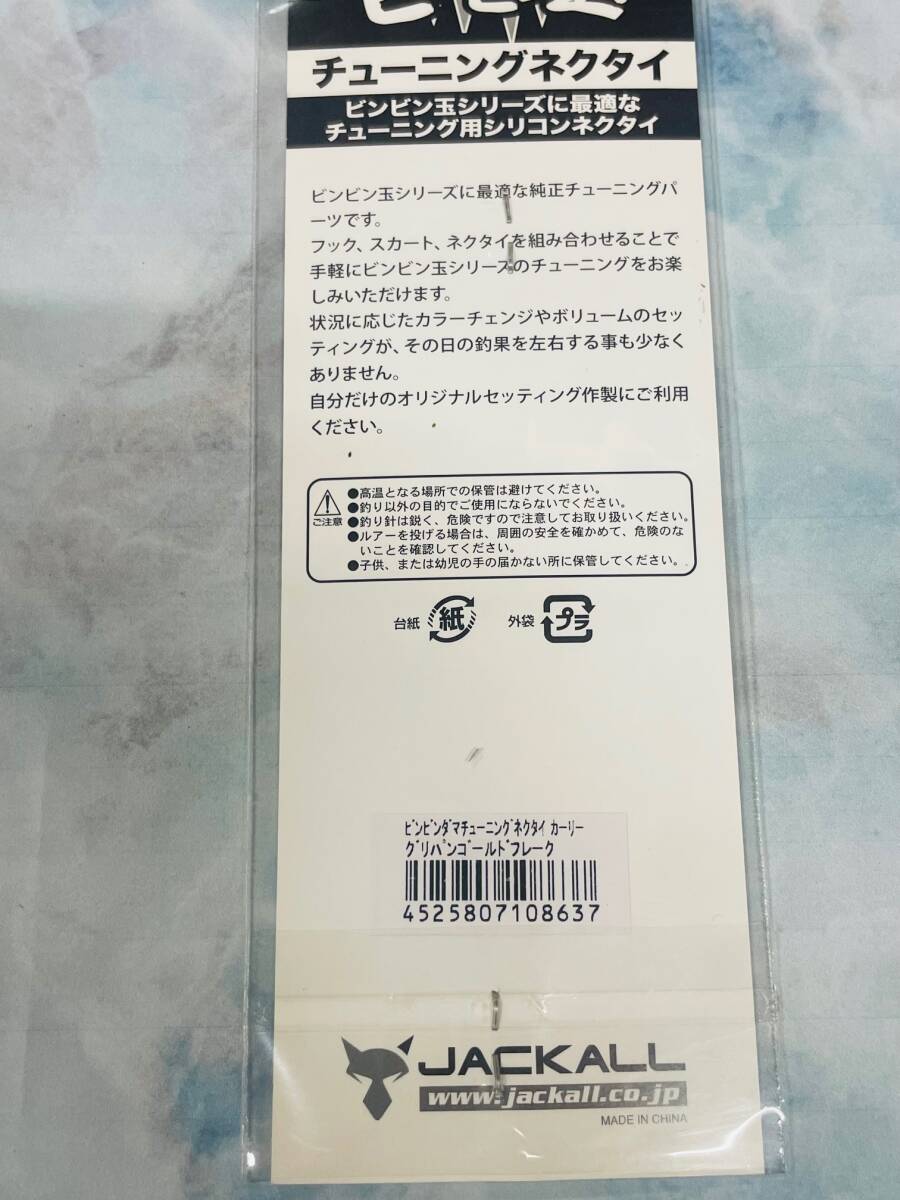 チューニングネクタイ
ビンビン玉シリーズに最適な
チューニング用シリコンネクタイ
ビンビン玉シリーズに最適な純正チューニングパ
ーツです。
フック、スカート、ネクタイを組み合わせることで
手軽にビンビン玉シリーズのチューニングをお楽
しみいただけます。
状況に応じたカラーチェンジやボリュームのセッ
ティングが、その日の釣果を左右する事も少なく
ありません。
自分だけのオリジナルセッティング作製にご利用
ください。
ご注意
●高温となる場所での保管は避けてください。
●釣り以外の目的でご使用にならないでください。
●釣り針は鋭く、危険ですので注意してお取り扱いください。
●ルアーを投げる場合は、周囲の安全を確かめて、危険のな
いことを確認してください。
●子供、または幼児の手の届かない所に保管してください。
台紙 紙 外袋 プラ
ビンビンダマチューニングネクタイ カーリー
グリパンゴールドフレーク
4525807108637
JACKALL
www.jackall.co.jp
MADE IN CHINA